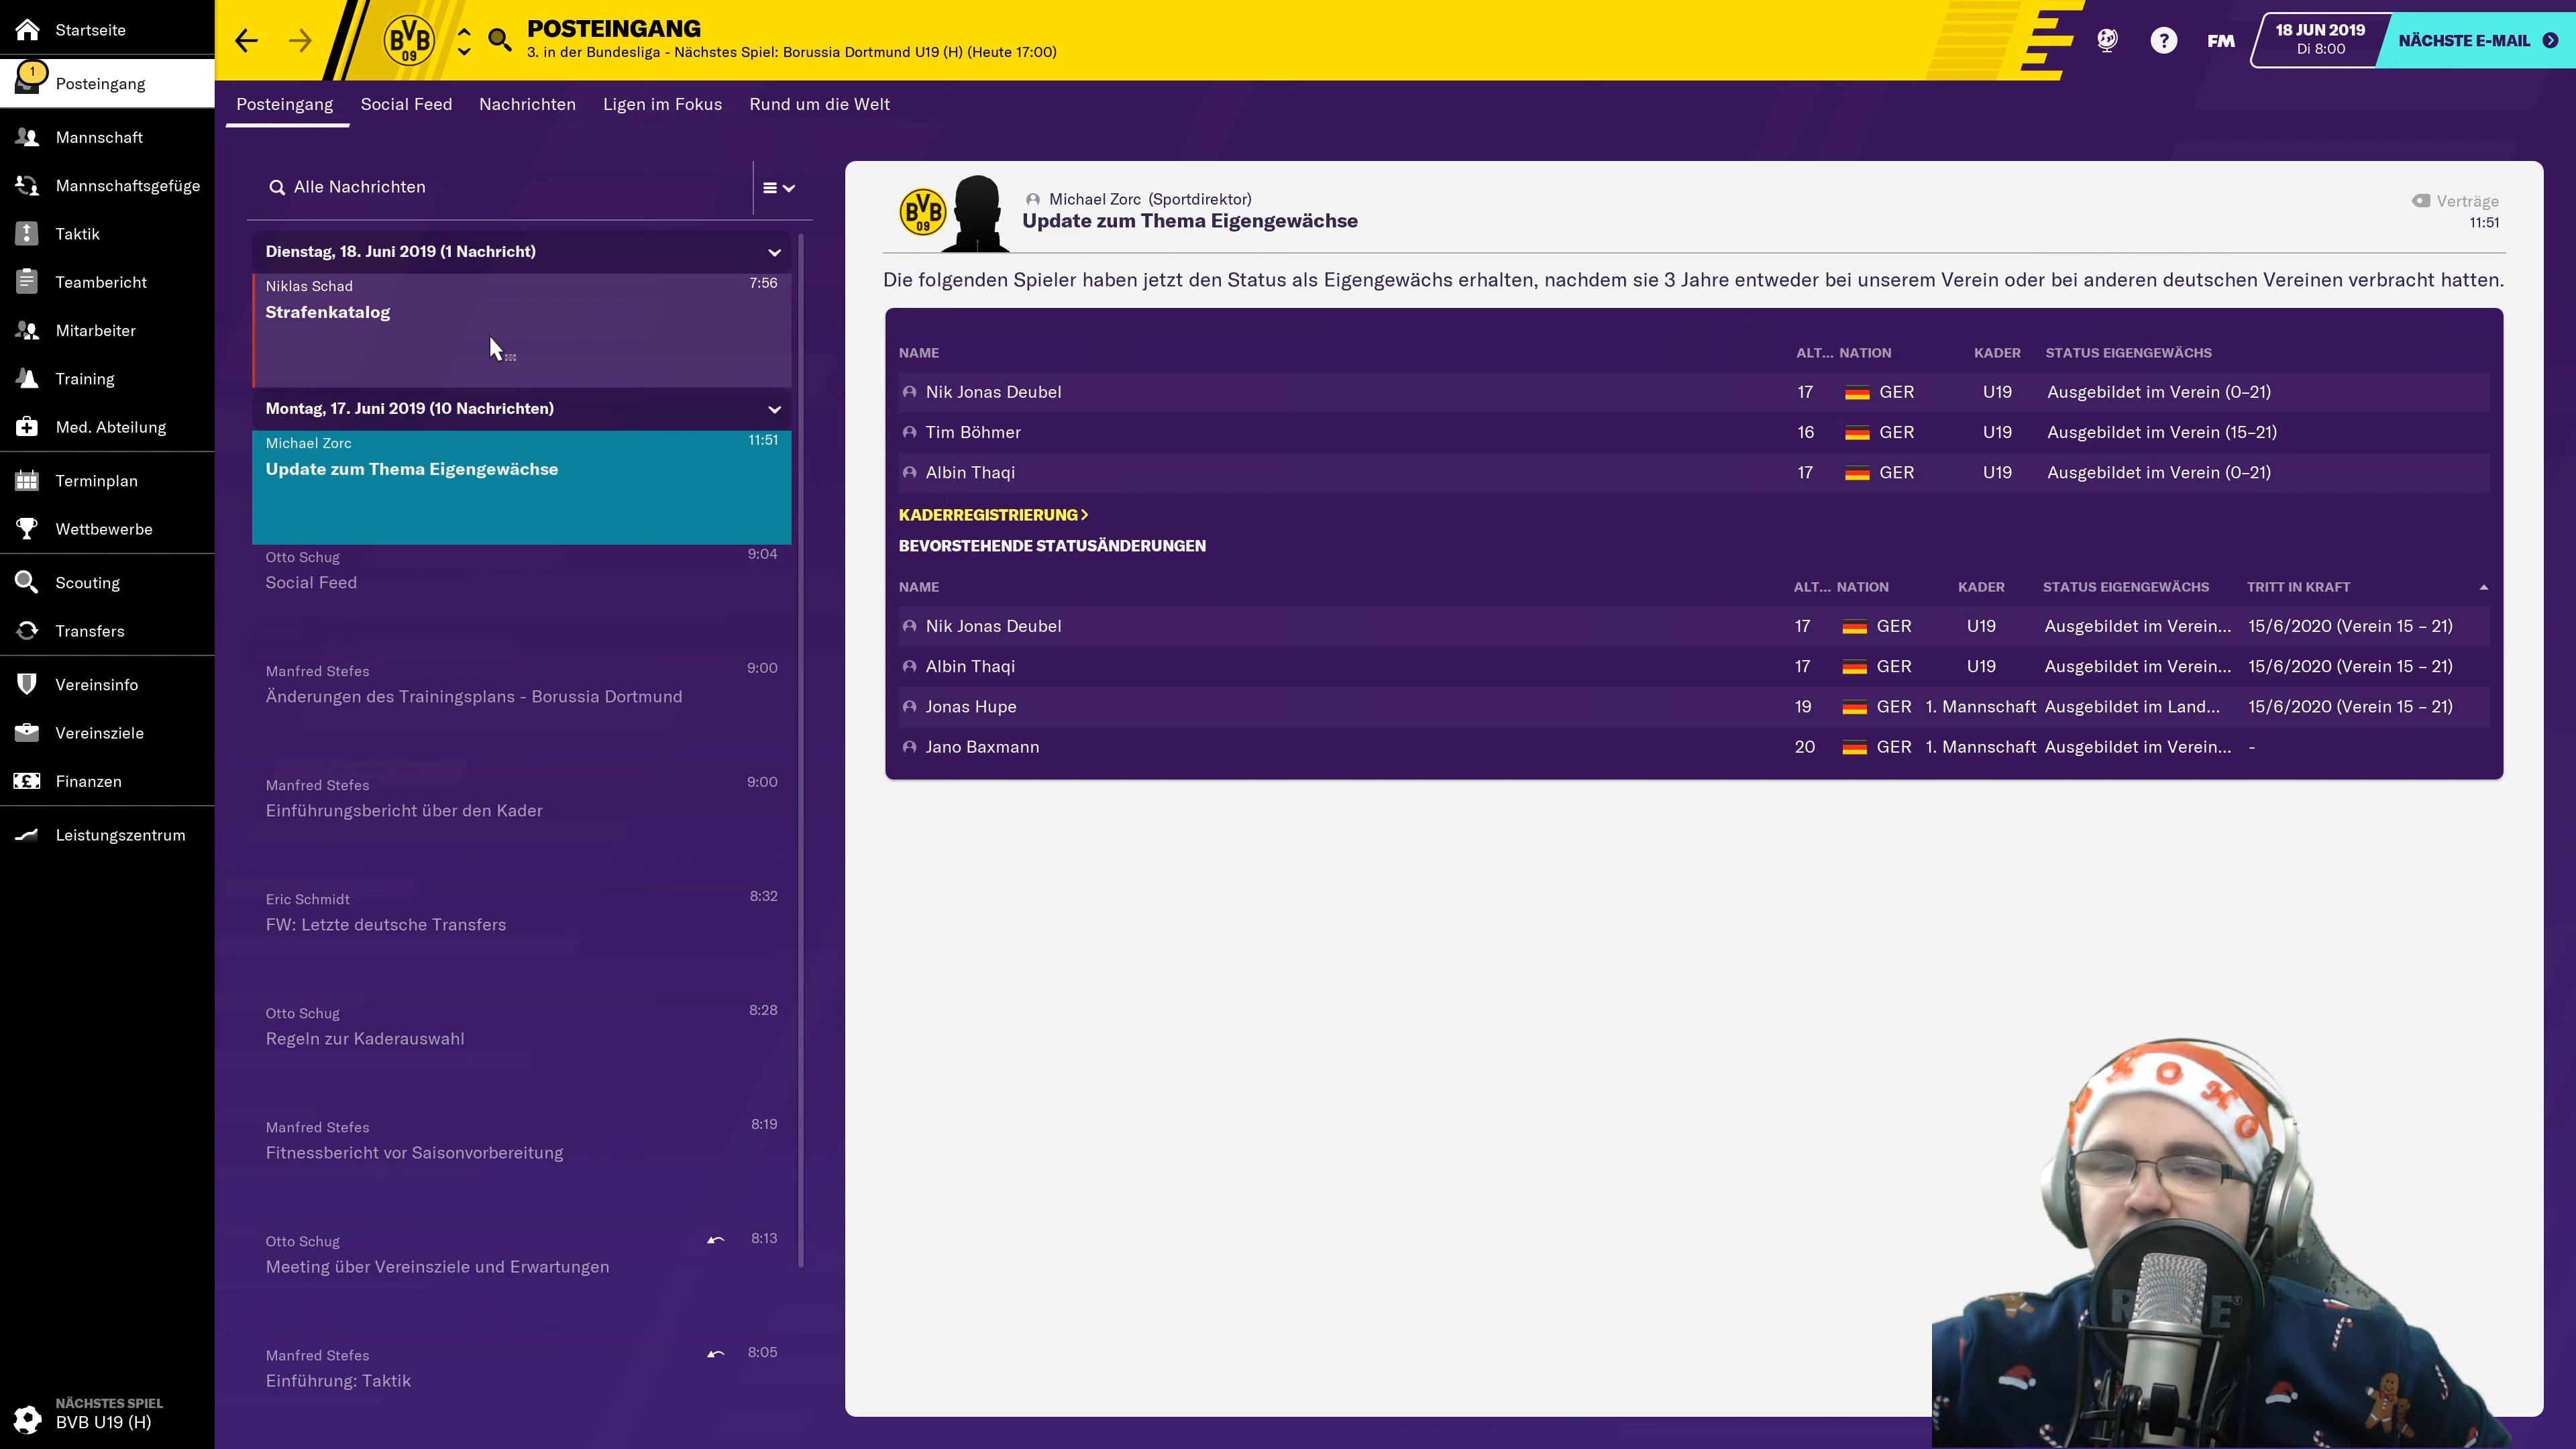 Startseite
1
Posteingang
Mannschaft
Mannschaftsgefüge
Taktik
Teambericht
Mitarbeiter
Training
Med. Abteilung
Terminplan
Wettbewerbe
Scouting
Transfers
Vereinsinfo
Vereinsziele
Finanzen
Leistungszentrum
NÄCHSTES SPIEL
BVB U19 (H)
BVB 09
POSTEINGANG
3. in der Bundesliga - Nächstes Spiel: Borussia Dortmund U19 (H) (Heute 17:00)
?
FM
18 JUN 2019
Di 8:00
NÄCHSTE E-MAIL
Posteingang Social Feed Nachrichten Ligen im Fokus Rund um die Welt
Alle Nachrichten
Dienstag, 18. Juni 2019 (1 Nachricht)
Niklas Schad 7:56
Strafenkatalog
Montag, 17. Juni 2019 (10 Nachrichten)
Michael Zorc 11:51
Update zum Thema Eigengewächse
Otto Schug 9:04
Social Feed
Manfred Stefes 9:00
Änderungen des Trainingsplans - Borussia Dortmund
Manfred Stefes 9:00
Einführungsbericht über den Kader
Eric Schmidt 8:32
FW: Letzte deutsche Transfers
Otto Schug 8:28
Regeln zur Kaderauswahl
Manfred Stefes 8:19
Fitnessbericht vor Saisonvorbereitung
Otto Schug 8:13
Meeting über Vereinsziele und Erwartungen
Manfred Stefes 8:05
Einführung: Taktik
BVB 09
Michael Zorc (Sportdirektor)
Update zum Thema Eigengewächse
Verträge
11:51
Die folgenden Spieler haben jetzt den Status als Eigengewächs erhalten, nachdem sie 3 Jahre entweder bei unserem Verein oder bei anderen deutschen Vereinen verbracht hatten.
NAME ALT... NATION KADER STATUS EIGENGEWÄCHS
Nik Jonas Deubel 17 GER U19 Ausgebildet im Verein (0-21)
Tim Böhmer 16 GER U19 Ausgebildet im Verein (15-21)
Albin Thaqi 17 GER U19 Ausgebildet im Verein (0-21)
KADERREGISTRIERUNG >
BEVORSTEHENDE STATUSÄNDERUNGEN
NAME ALT... NATION KADER STATUS EIGENGEWÄCHS TRITT IN KRAFT
Nik Jonas Deubel 17 GER U19 Ausgebildet im Verein... 15/6/2020 (Verein 15 - 21)
Albin Thaqi 17 GER U19 Ausgebildet im Verein... 15/6/2020 (Verein 15 - 21)
Jonas Hupe 19 GER 1. Mannschaft Ausgebildet im Land... 15/6/2020 (Verein 15 - 21)
Jano Baxmann 20 GER 1. Mannschaft Ausgebildet im Verein... -